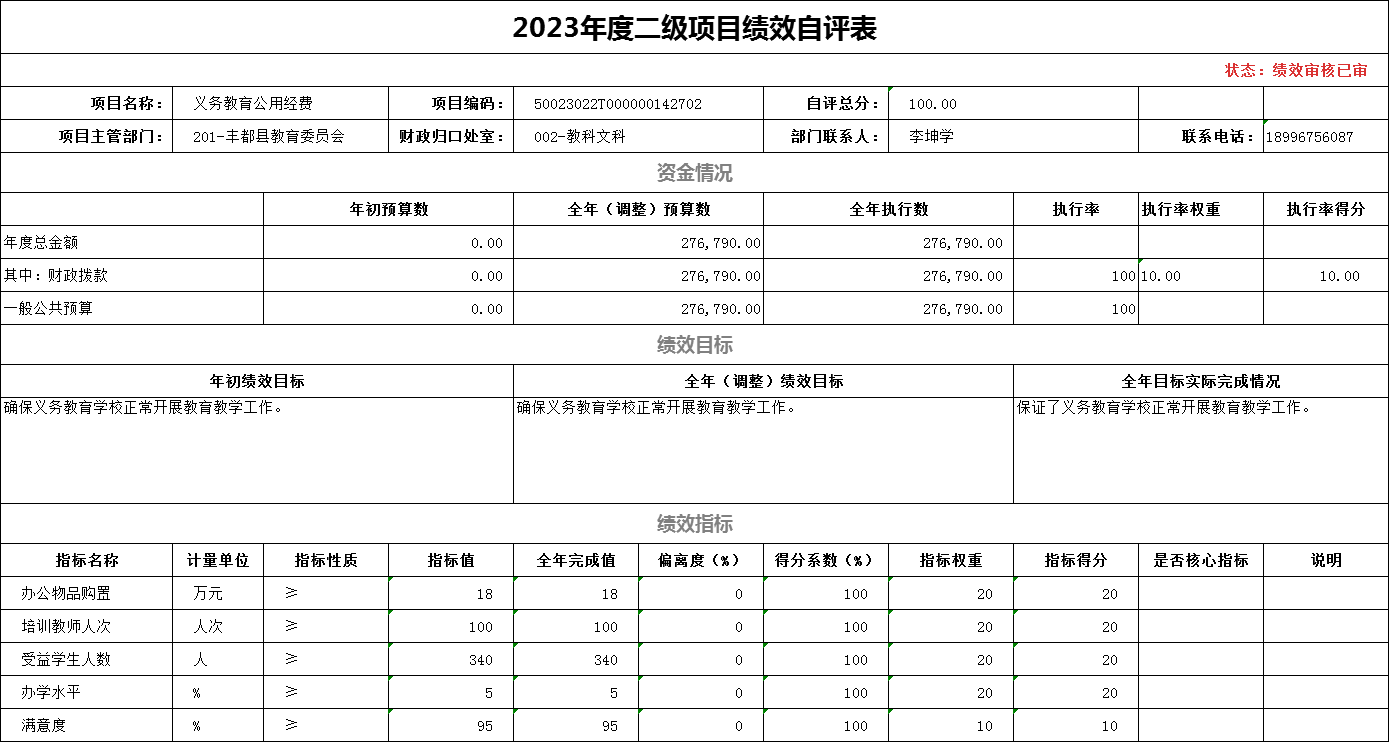 2023年度二级项目绩效自评表
状态：绩效审核已审
项目名称： 义务教育公用经费 项目编码： 50023022T000000142702 自评总分： 100.00
项目主管部门： 201-丰都县教育委员会 财政归口处室： 002-教科文科 部门联系人： 李坤学 联系电话： 18996756087
资金情况
年初预算数 全年（调整）预算数 全年执行数 执行率 执行率权重 执行率得分
年度总金额 0.00 276,790.00 276,790.00
其中：财政拨款 0.00 276,790.00 276,790.00 100 10.00 10.00
一般公共预算 0.00 276,790.00 276,790.00 100
绩效目标
年初绩效目标 全年（调整）绩效目标 全年目标实际完成情况
确保义务教育学校正常开展教育教学工作。 确保义务教育学校正常开展教育教学工作。 保证了义务教育学校正常开展教育教学工作。
绩效指标
指标名称 计量单位 指标性质 指标值 全年完成值 偏离度（%） 得分系数（%） 指标权重 指标得分 是否核心指标 说明
办公物品购置 万元 ≥ 18 18 0 100 20 20
培训教师人次 人次 ≥ 100 100 0 100 20 20
受益学生人数 人 ≥ 340 340 0 100 20 20
办学水平 % ≥ 5 5 0 100 20 20
满意度 % ≥ 95 95 0 100 10 10